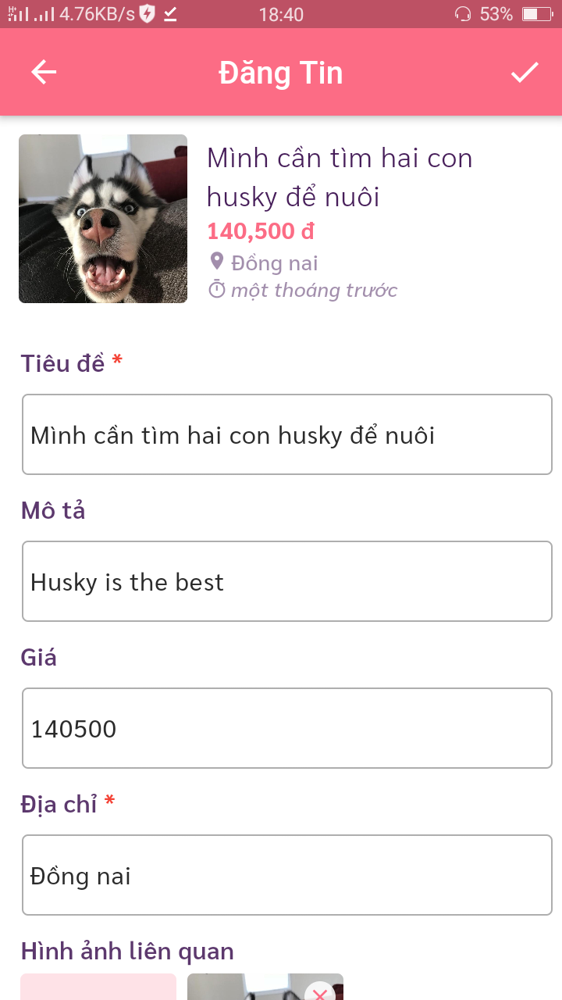 4.76KB/s 18:40 53%
Đăng Tin
Mình cần tìm hai con
husky để nuôi
140,500 đ
Đồng nai
một thoáng trước
Tiêu đề *
Mình cần tìm hai con husky để nuôi
Mô tả
Husky is the best
Giá
140500
Địa chỉ *
Đồng nai
Hình ảnh liên quan